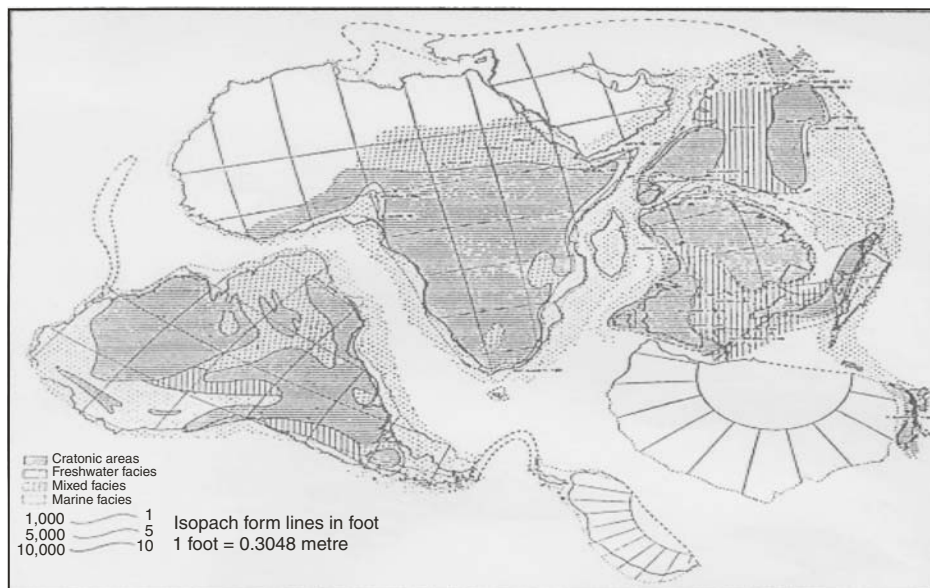 Cratonic areas
Freshwater facies
Mixed facies
Marine facies
1,000 1
5,000 5
10,000 10
Isopach form lines in foot
1 foot = 0.3048 metre